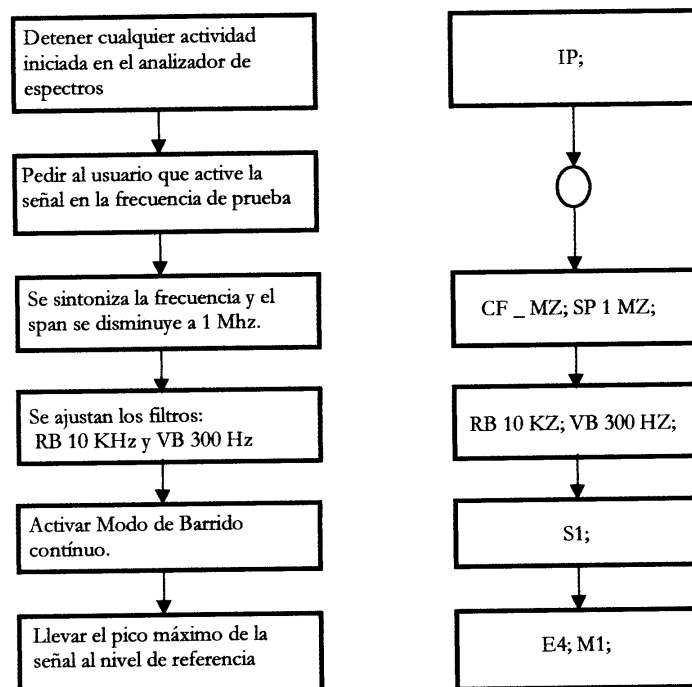 Detener cualquier actividad
iniciada en el analizador de
espectros
IP;
Pedir al usuario que active la
señal en la frecuencia de prueba
Se sintoniza la frecuencia y el
span se disminuye a 1 Mhz.
CF _ MZ; SP 1 MZ;
Se ajustan los filtros:
RB 10 KHz y VB 300 Hz
RB 10 KZ; VB 300 HZ;
Activar Modo de Barrido
contínuo.
S1;
Llevar el pico máximo de la
señal al nivel de referencia
E4; M1;